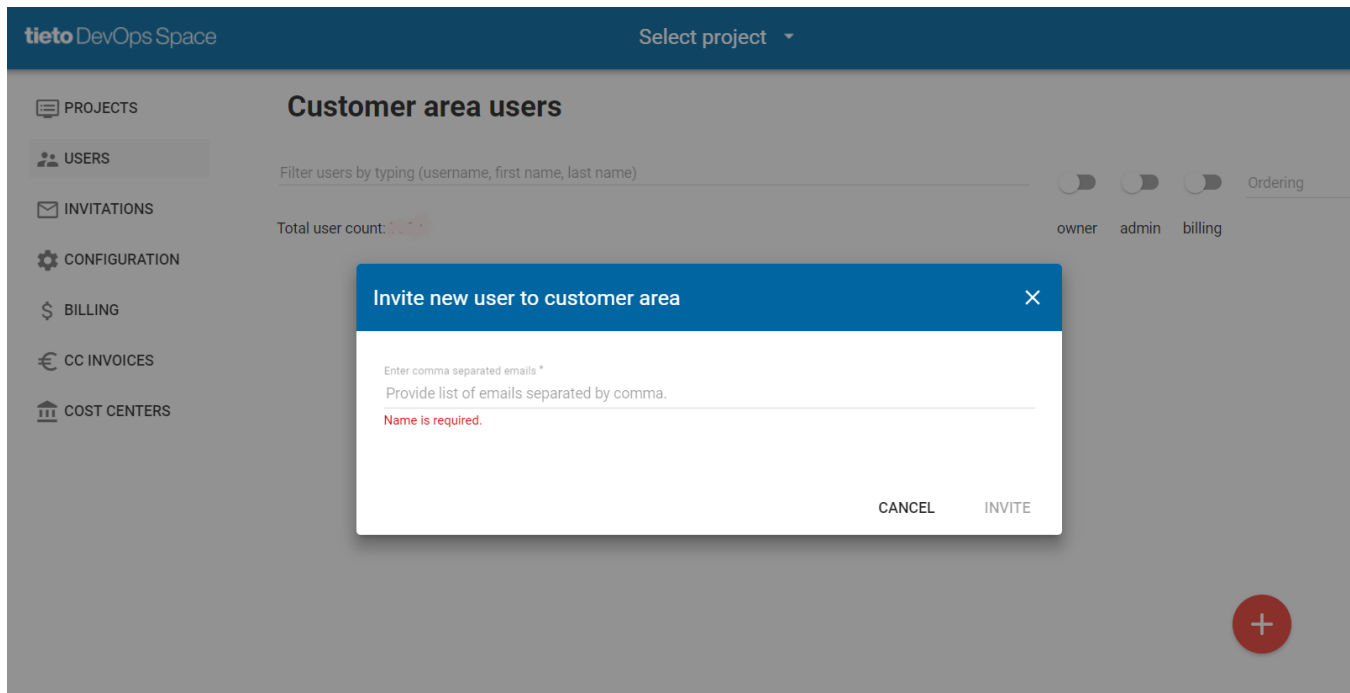 tieto DevOps Space
Select project
PROJECTS
USERS
INVITATIONS
CONFIGURATION
BILLING
CC INVOICES
COST CENTERS
Customer area users
Filter users by typing (username, first name, last name)
Ordering
Total user count:
owner admin billing
Invite new user to customer area
Enter comma separated emails *
Provide list of emails separated by comma.
Name is required.
CANCEL INVITE